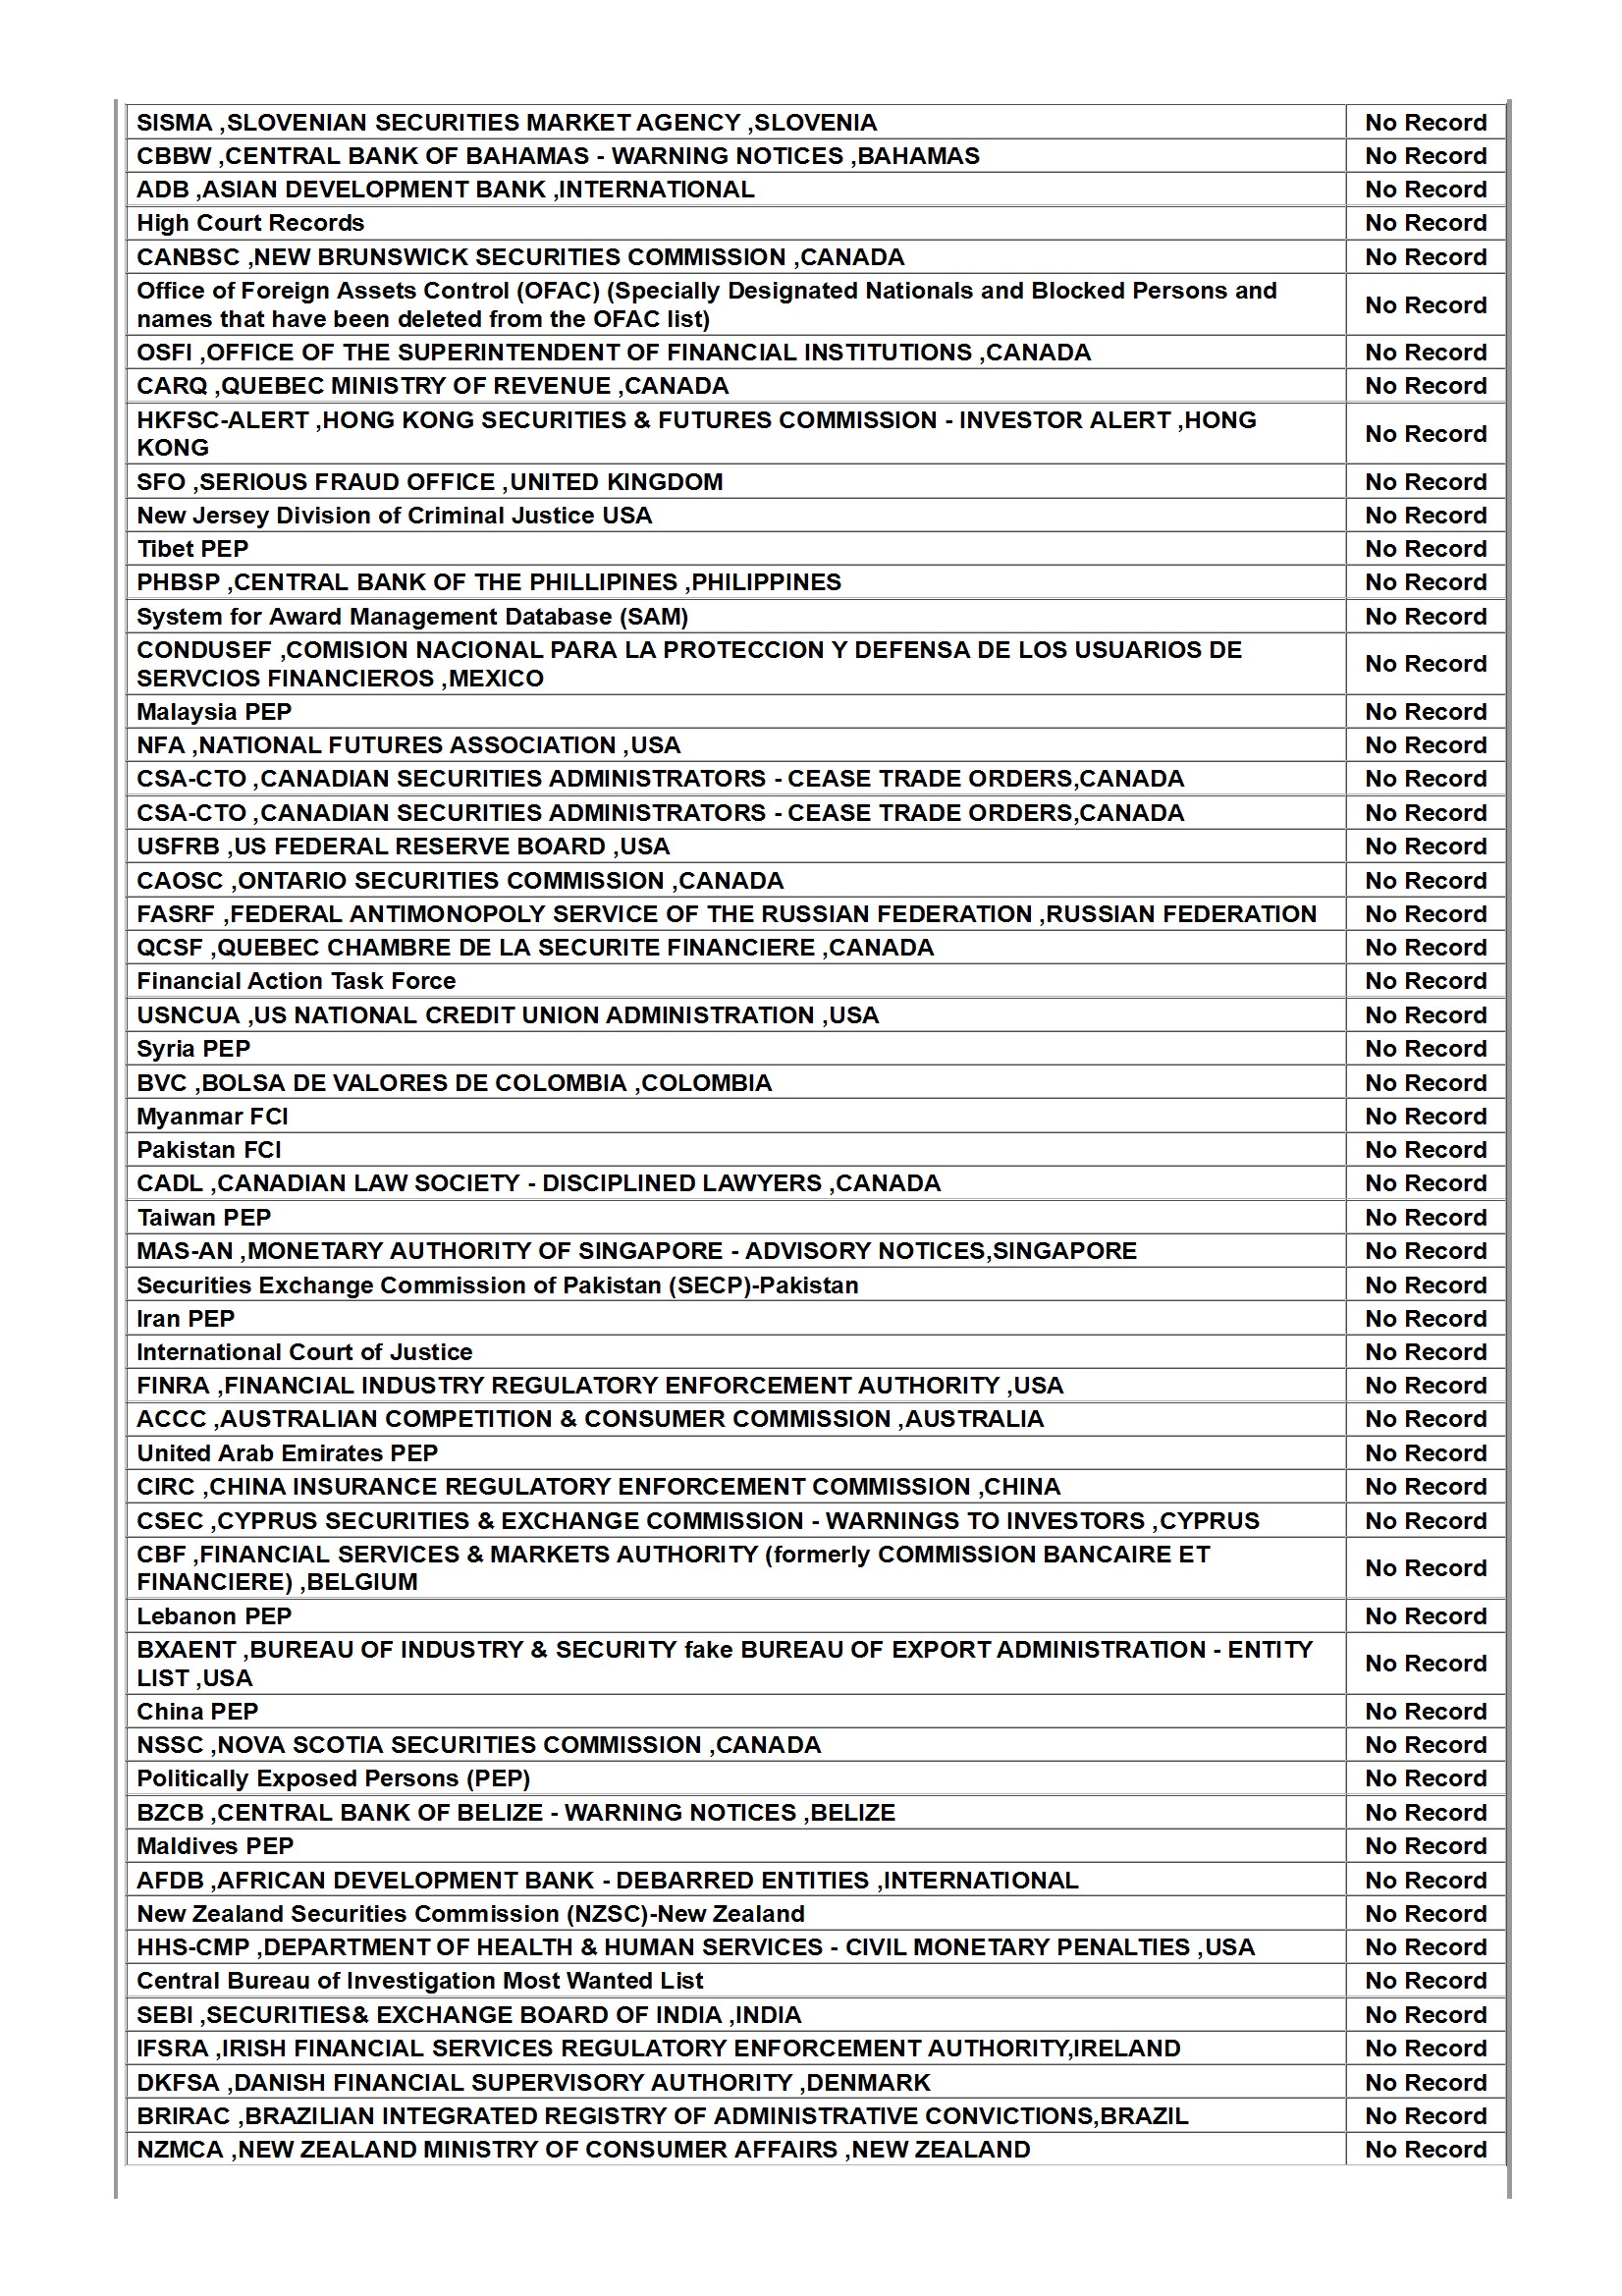 SISMA ,SLOVENIAN SECURITIES MARKET AGENCY ,SLOVENIA No Record
CBBW ,CENTRAL BANK OF BAHAMAS - WARNING NOTICES ,BAHAMAS No Record
ADB ,ASIAN DEVELOPMENT BANK ,INTERNATIONAL No Record
High Court Records No Record
CANBSC ,NEW BRUNSWICK SECURITIES COMMISSION ,CANADA No Record
Office of Foreign Assets Control (OFAC) (Specially Designated Nationals and Blocked Persons and
names that have been deleted from the OFAC list) No Record
OSFI ,OFFICE OF THE SUPERINTENDENT OF FINANCIAL INSTITUTIONS ,CANADA No Record
CARQ ,QUEBEC MINISTRY OF REVENUE ,CANADA No Record
HKFSC-ALERT ,HONG KONG SECURITIES & FUTURES COMMISSION - INVESTOR ALERT ,HONG
KONG No Record
SFO ,SERIOUS FRAUD OFFICE ,UNITED KINGDOM No Record
New Jersey Division of Criminal Justice USA No Record
Tibet PEP No Record
PHBSP ,CENTRAL BANK OF THE PHILLIPINES ,PHILIPPINES No Record
System for Award Management Database (SAM) No Record
CONDUSEF ,COMISION NACIONAL PARA LA PROTECCION Y DEFENSA DE LOS USUARIOS DE
SERVCIOS FINANCIEROS ,MEXICO No Record
Malaysia PEP No Record
NFA ,NATIONAL FUTURES ASSOCIATION ,USA No Record
CSA-CTO ,CANADIAN SECURITIES ADMINISTRATORS - CEASE TRADE ORDERS,CANADA No Record
CSA-CTO ,CANADIAN SECURITIES ADMINISTRATORS - CEASE TRADE ORDERS,CANADA No Record
USFRB ,US FEDERAL RESERVE BOARD ,USA No Record
CAOSC ,ONTARIO SECURITIES COMMISSION ,CANADA No Record
FASRF ,FEDERAL ANTIMONOPOLY SERVICE OF THE RUSSIAN FEDERATION ,RUSSIAN FEDERATION No Record
QCSF ,QUEBEC CHAMBRE DE LA SECURITE FINANCIERE ,CANADA No Record
Financial Action Task Force No Record
USNCUA ,US NATIONAL CREDIT UNION ADMINISTRATION ,USA No Record
Syria PEP No Record
BVC ,BOLSA DE VALORES DE COLOMBIA ,COLOMBIA No Record
Myanmar FCI No Record
Pakistan FCI No Record
CADL ,CANADIAN LAW SOCIETY - DISCIPLINED LAWYERS ,CANADA No Record
Taiwan PEP No Record
MAS-AN ,MONETARY AUTHORITY OF SINGAPORE - ADVISORY NOTICES,SINGAPORE No Record
Securities Exchange Commission of Pakistan (SECP)-Pakistan No Record
Iran PEP No Record
International Court of Justice No Record
FINRA ,FINANCIAL INDUSTRY REGULATORY ENFORCEMENT AUTHORITY ,USA No Record
ACCC ,AUSTRALIAN COMPETITION & CONSUMER COMMISSION ,AUSTRALIA No Record
United Arab Emirates PEP No Record
CIRC ,CHINA INSURANCE REGULATORY ENFORCEMENT COMMISSION ,CHINA No Record
CSEC ,CYPRUS SECURITIES & EXCHANGE COMMISSION - WARNINGS TO INVESTORS ,CYPRUS No Record
CBF ,FINANCIAL SERVICES & MARKETS AUTHORITY (formerly COMMISSION BANCAIRE ET
FINANCIERE) ,BELGIUM No Record
Lebanon PEP No Record
BXAENT ,BUREAU OF INDUSTRY & SECURITY fake BUREAU OF EXPORT ADMINISTRATION - ENTITY
LIST ,USA No Record
China PEP No Record
NSSC ,NOVA SCOTIA SECURITIES COMMISSION ,CANADA No Record
Politically Exposed Persons (PEP) No Record
BZCB ,CENTRAL BANK OF BELIZE - WARNING NOTICES ,BELIZE No Record
Maldives PEP No Record
AFDB ,AFRICAN DEVELOPMENT BANK - DEBARRED ENTITIES ,INTERNATIONAL No Record
New Zealand Securities Commission (NZSC)-New Zealand No Record
HHS-CMP ,DEPARTMENT OF HEALTH & HUMAN SERVICES - CIVIL MONETARY PENALTIES ,USA No Record
Central Bureau of Investigation Most Wanted List No Record
SEBI ,SECURITIES& EXCHANGE BOARD OF INDIA ,INDIA No Record
IFSRA ,IRISH FINANCIAL SERVICES REGULATORY ENFORCEMENT AUTHORITY,IRELAND No Record
DKFSA ,DANISH FINANCIAL SUPERVISORY AUTHORITY ,DENMARK No Record
BRIRAC ,BRAZILIAN INTEGRATED REGISTRY OF ADMINISTRATIVE CONVICTIONS,BRAZIL No Record
NZMCA ,NEW ZEALAND MINISTRY OF CONSUMER AFFAIRS ,NEW ZEALAND No Record